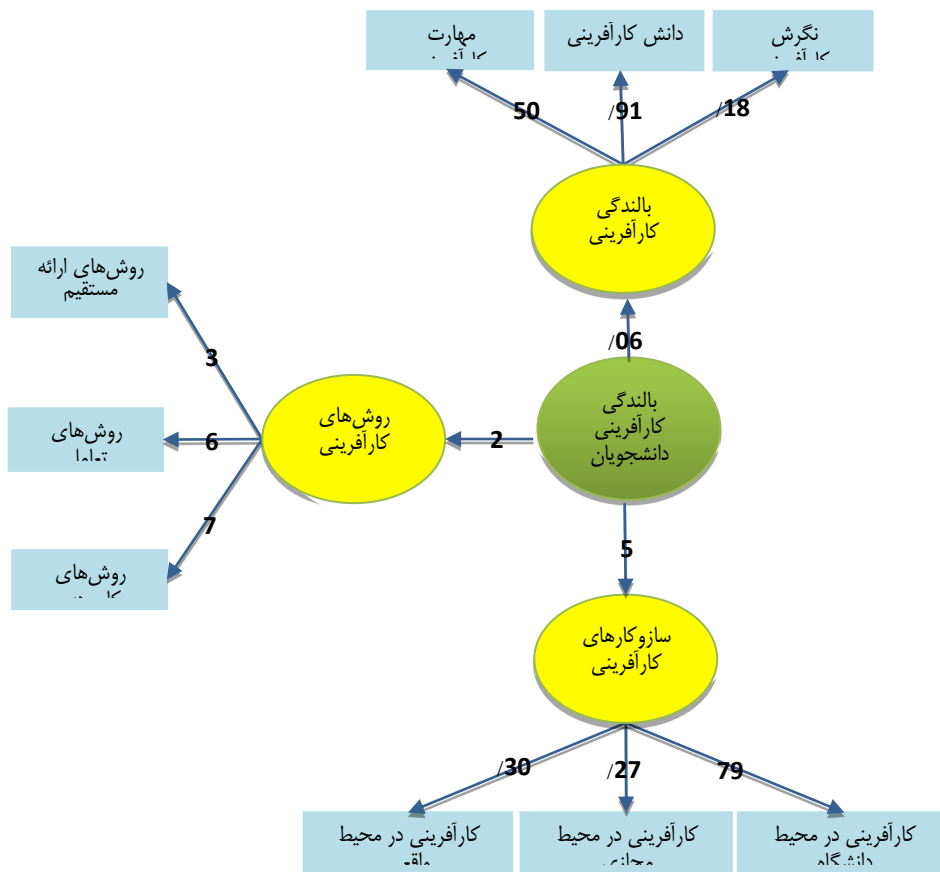 نگرش
دانش کارآفرینی
مهارت
/18
/91
50
بالندگی
کارآفرینی
/06
بالندگی
کارآفرینی
دانشجویان
2
روش‌های
کارآفرینی
3
روش‌های ارائه
مستقیم
6
روش‌های
7
روش‌های
5
سازوکارهای
کارآفرینی
79
/27
/30
کارآفرینی در محیط
دانشگاه
کارآفرینی در محیط
مجازی
کارآفرینی در محیط